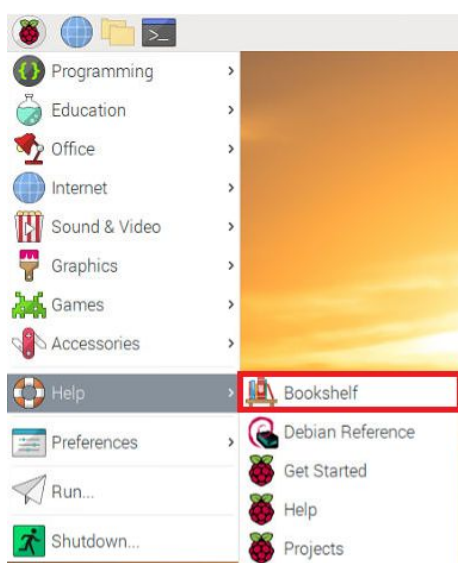 >_
Programming
Education
Office
Internet
Sound & Video
Graphics
Games
Accessories
Help
Preferences
Run...
Shutdown...
Bookshelf
Debian Reference
Get Started
Help
Projects